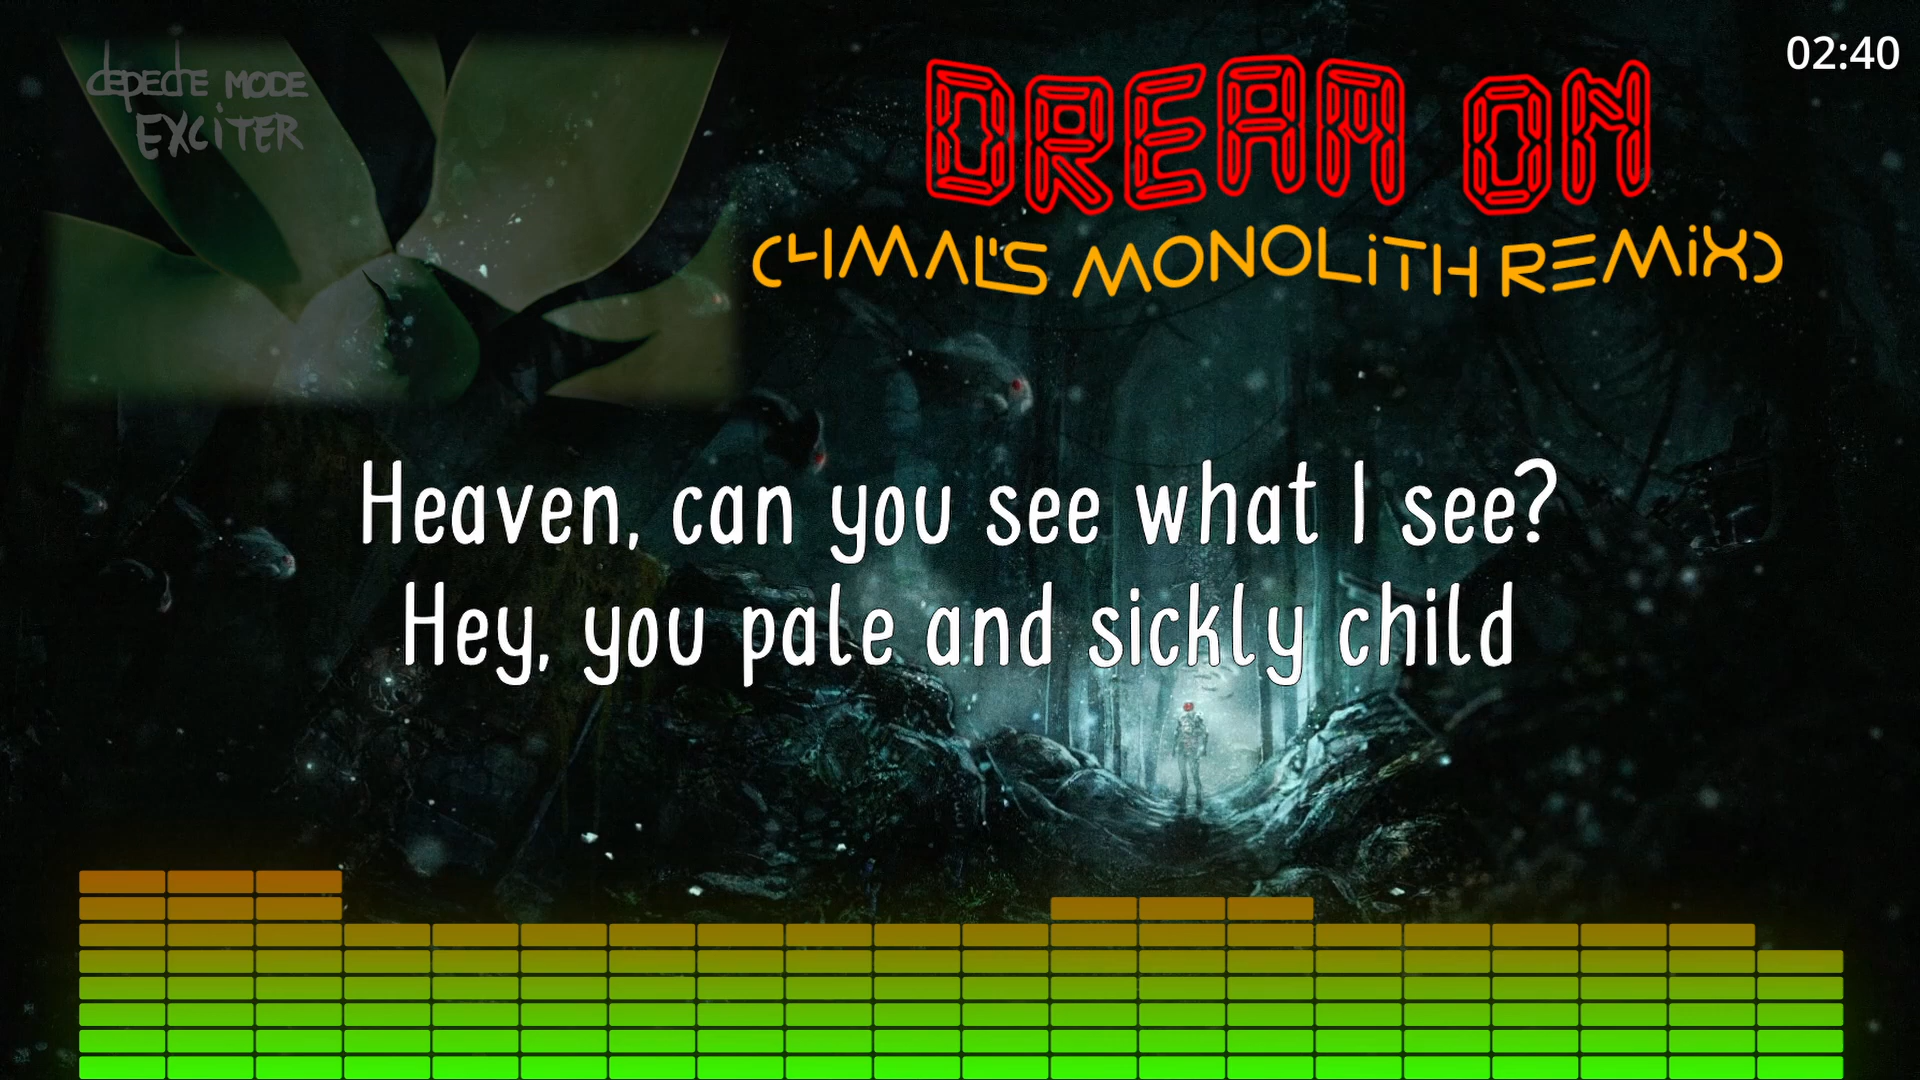 depeche MODE
EXCITER
DREAM ON
(4IMAL'S MONOLiTH REMiX)
02:40
Heaven, can you see what I see?
Hey, you pale and sickly child